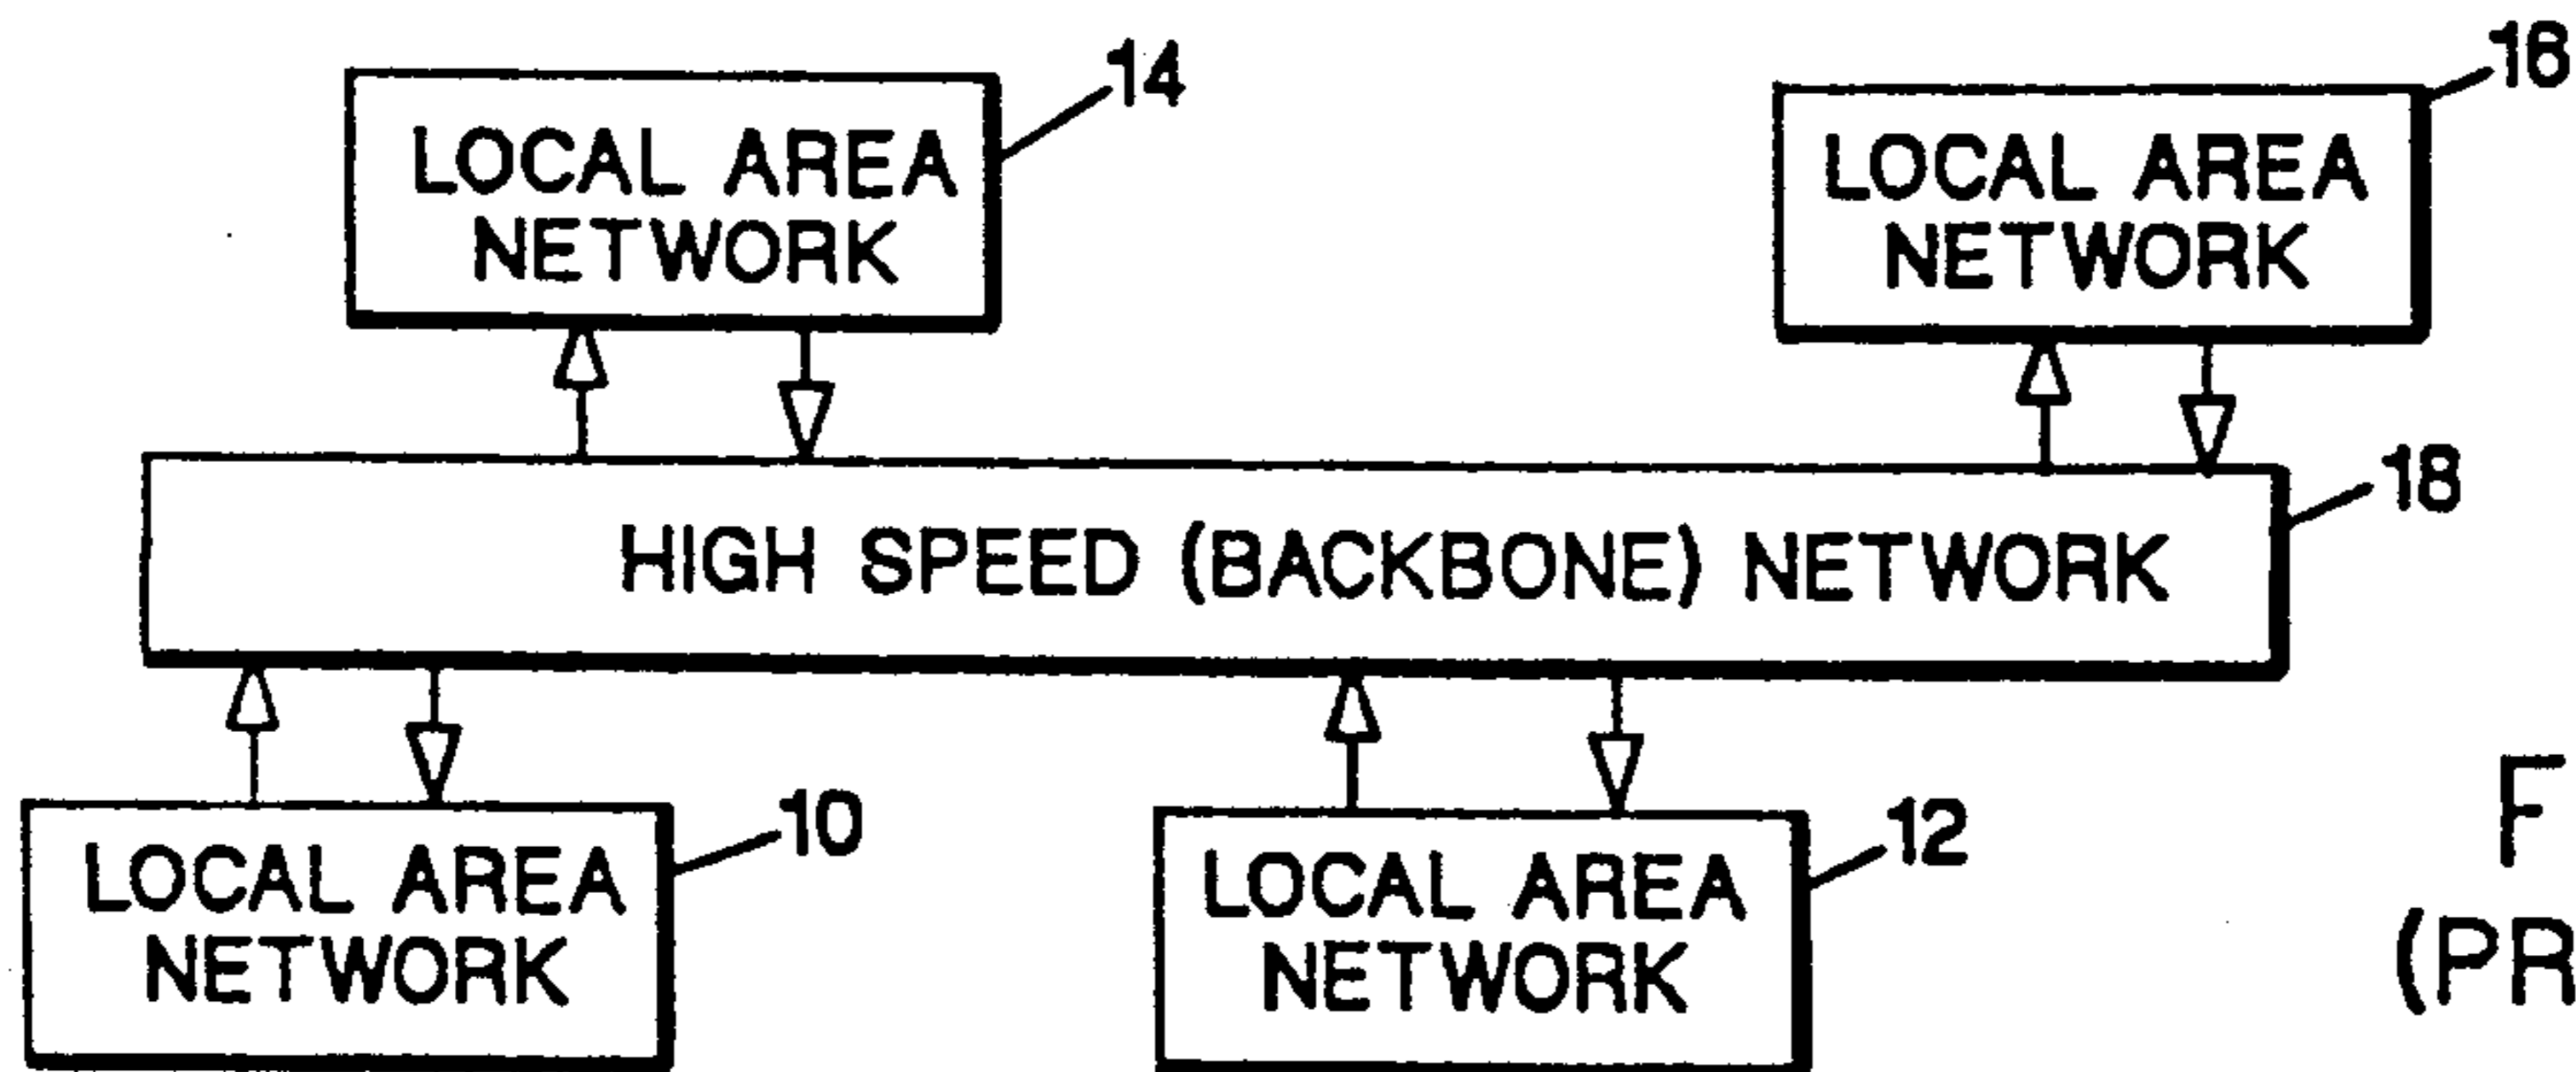 14
16
LOCAL AREA
NETWORK
LOCAL AREA
NETWORK
18
HIGH SPEED (BACKBONE) NETWORK
10
12
LOCAL AREA
NETWORK
LOCAL AREA
NETWORK
F
(PR